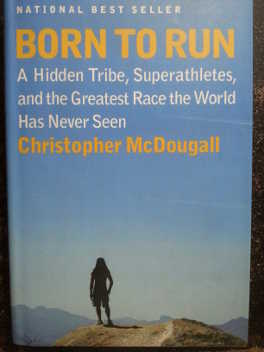 NATIONAL BEST SELLER
BORN TO RUN
A Hidden Tribe, Superathletes,
and the Greatest Race the World
Has Never Seen
Christopher McDougall